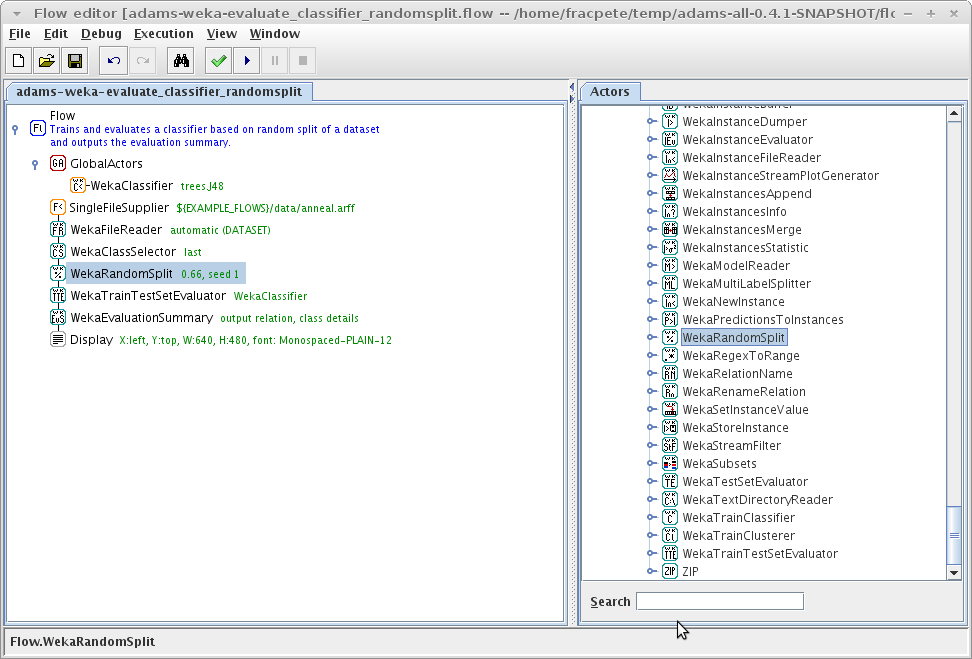 Flow editor [adams-weka-evaluate_classifier_randomsplit.flow -- /home/fracpete/temp/adams-all-0.4.1-SNAPSHOT/flo
File Edit Debug Execution View Window
adams-weka-evaluate_classifier_randomsplit
Flow
Trains and evaluates a classifier based on random split of a dataset
and outputs the evaluation summary.
GlobalActors
WekaClassifier trees.J48
SingleFileSupplier ${EXAMPLE_FLOWS}/data/anneal.arff
WekaFileReader automatic (DATASET)
WekaClassSelector last
WekaRandomSplit 0.66, seed 1
WekaTrainTestSetEvaluator WekaClassifier
WekaEvaluationSummary output relation, class details
Display X:left, Y:top, W:640, H:480, font: Monospaced-PLAIN-12
Actors
WekaInstanceBuffer
WekaInstanceDumper
WekaInstanceEvaluator
WekaInstanceFileReader
WekaInstanceStreamPlotGenerator
WekaInstancesAppend
WekaInstancesInfo
WekaInstancesMerge
WekaInstancesStatistic
WekaModelReader
WekaMultiLabelSplitter
WekaNewInstance
WekaPredictionsToInstances
WekaRandomSplit
WekaRegexToRange
WekaRelationName
WekaRenameRelation
WekaSetInstanceValue
WekaStoreInstance
WekaStreamFilter
WekaSubsets
WekaTestSetEvaluator
WekaTextDirectoryReader
WekaTrainClassifier
WekaTrainClusterer
WekaTrainTestSetEvaluator
ZIP
Search
Flow.WekaRandomSplit